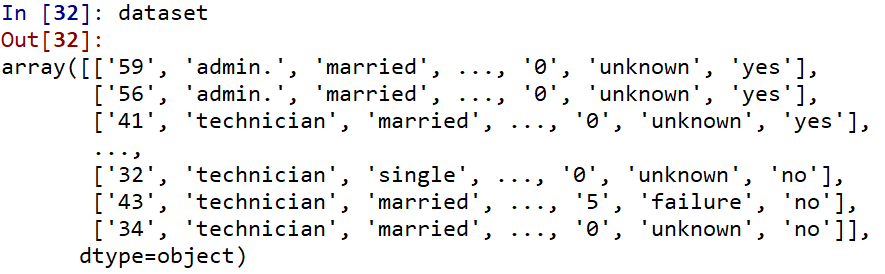 In [32]: dataset
Out[32]:
array([['59', 'admin.', 'married', ..., '0', 'unknown', 'yes'],
       ['56', 'admin.', 'married', ..., '0', 'unknown', 'yes'],
       ['41', 'technician', 'married', ..., '0', 'unknown', 'yes'],
       ...,
       ['32', 'technician', 'single', ..., '0', 'unknown', 'no'],
       ['43', 'technician', 'married', ..., '5', 'failure', 'no'],
       ['34', 'technician', 'married', ..., '0', 'unknown', 'no']],
      dtype=object)